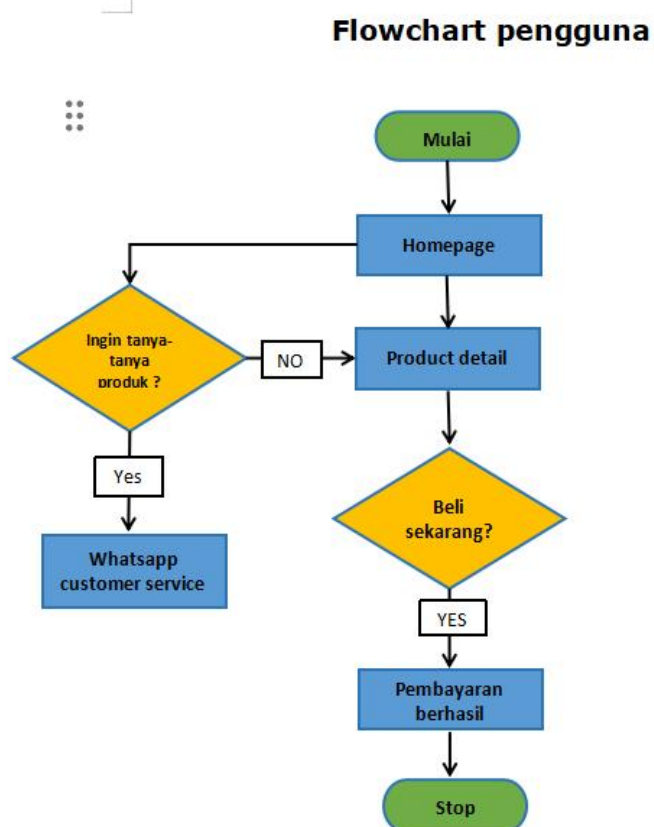 Flowchart pengguna
Mulai
Homepage
Ingin tanya-
tanya
produk ?
NO
Product detail
Yes
Beli
sekarang?
Whatsapp
customer service
YES
Pembayaran
berhasil
Stop